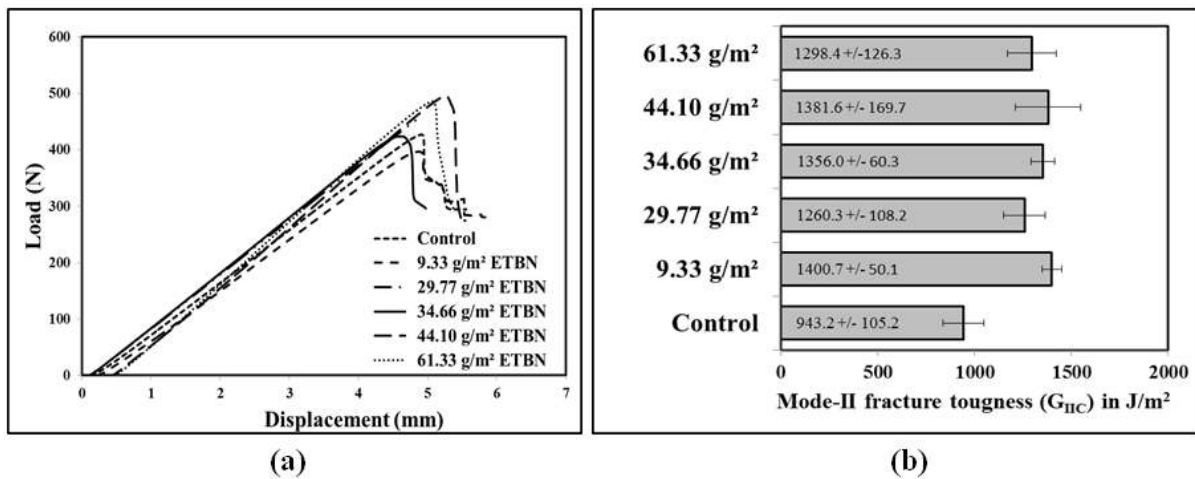 600
500
400
300
200
100
0
Load (N)
Control
9.33 g/m² ETBN
29.77 g/m² ETBN
34.66 g/m² ETBN
44.10 g/m² ETBN
61.33 g/m² ETBN
0 1 2 3 4 5 6 7
Displacement (mm)
(a)
61.33 g/m² 1298.4 +/-126.3
44.10 g/m² 1381.6 +/- 169.7
34.66 g/m² 1356.0 +/- 60.3
29.77 g/m² 1260.3 +/- 108.2
9.33 g/m² 1400.7 +/- 50.1
Control 943.2 +/- 105.2
0 500 1000 1500 2000
Mode-II fracture tougness (GIIC) in J/m²
(b)